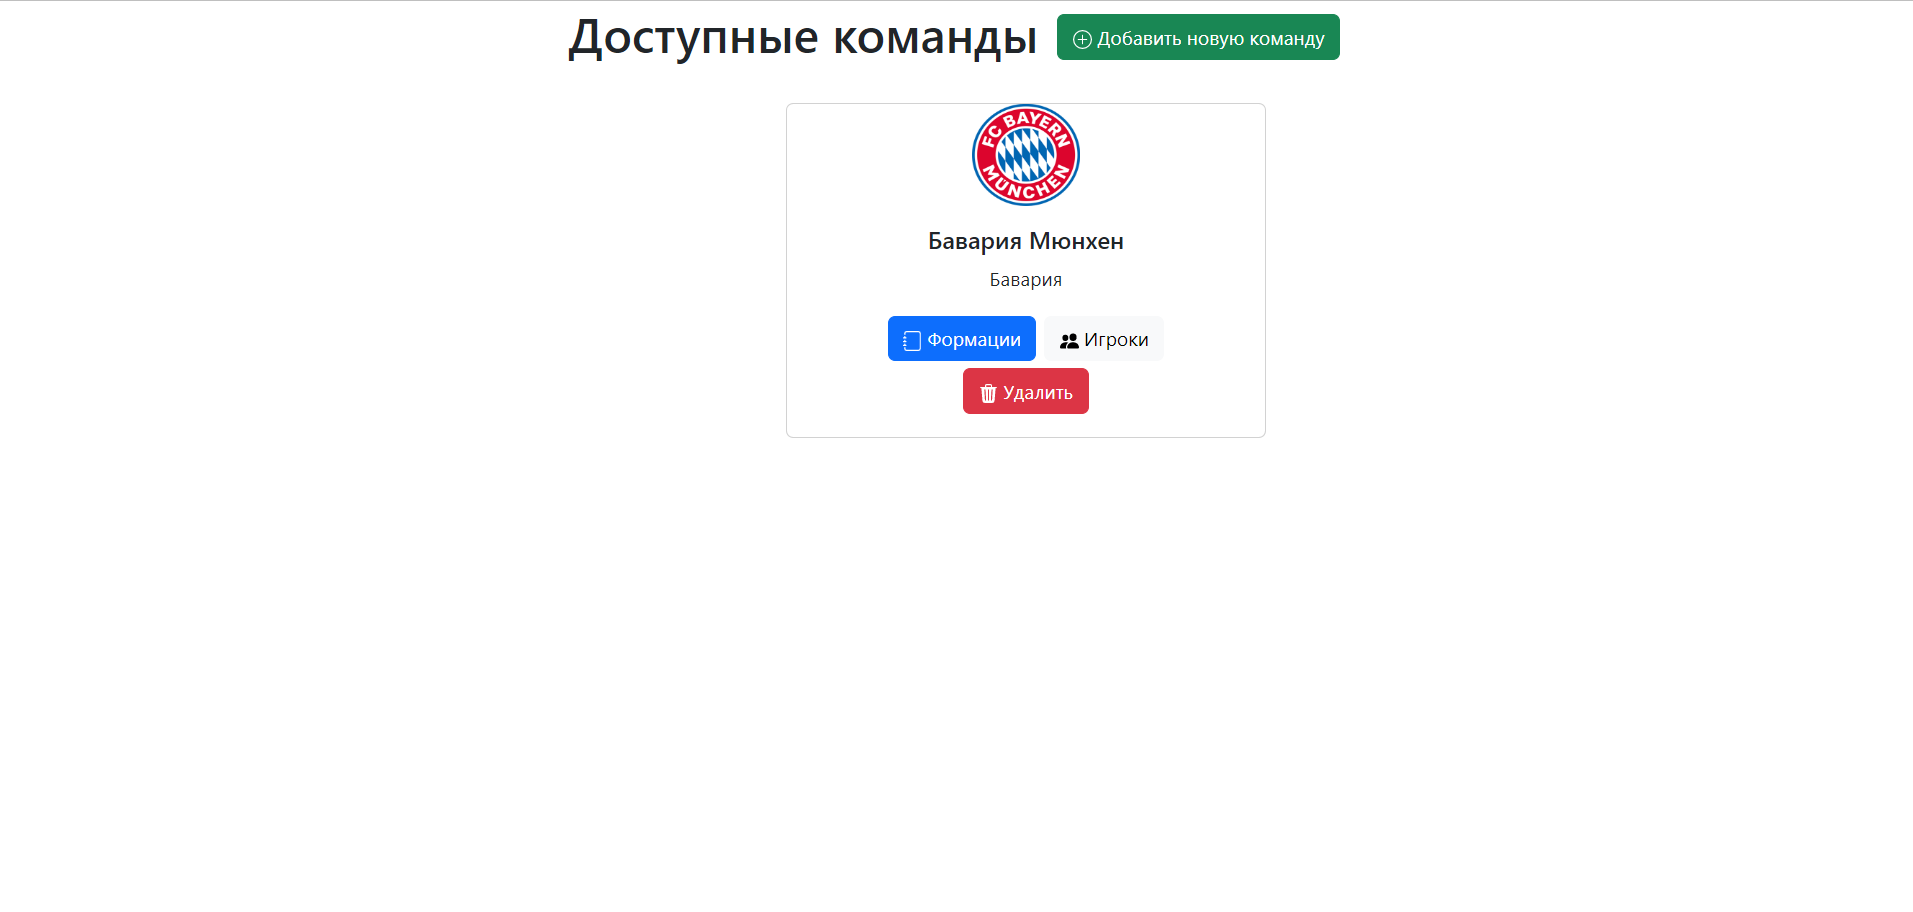 Доступные команды
Добавить новую команду
FC BAYERN
MÜNCHEN
Бавария Мюнхен
Бавария
Формации
Игроки
Удалить